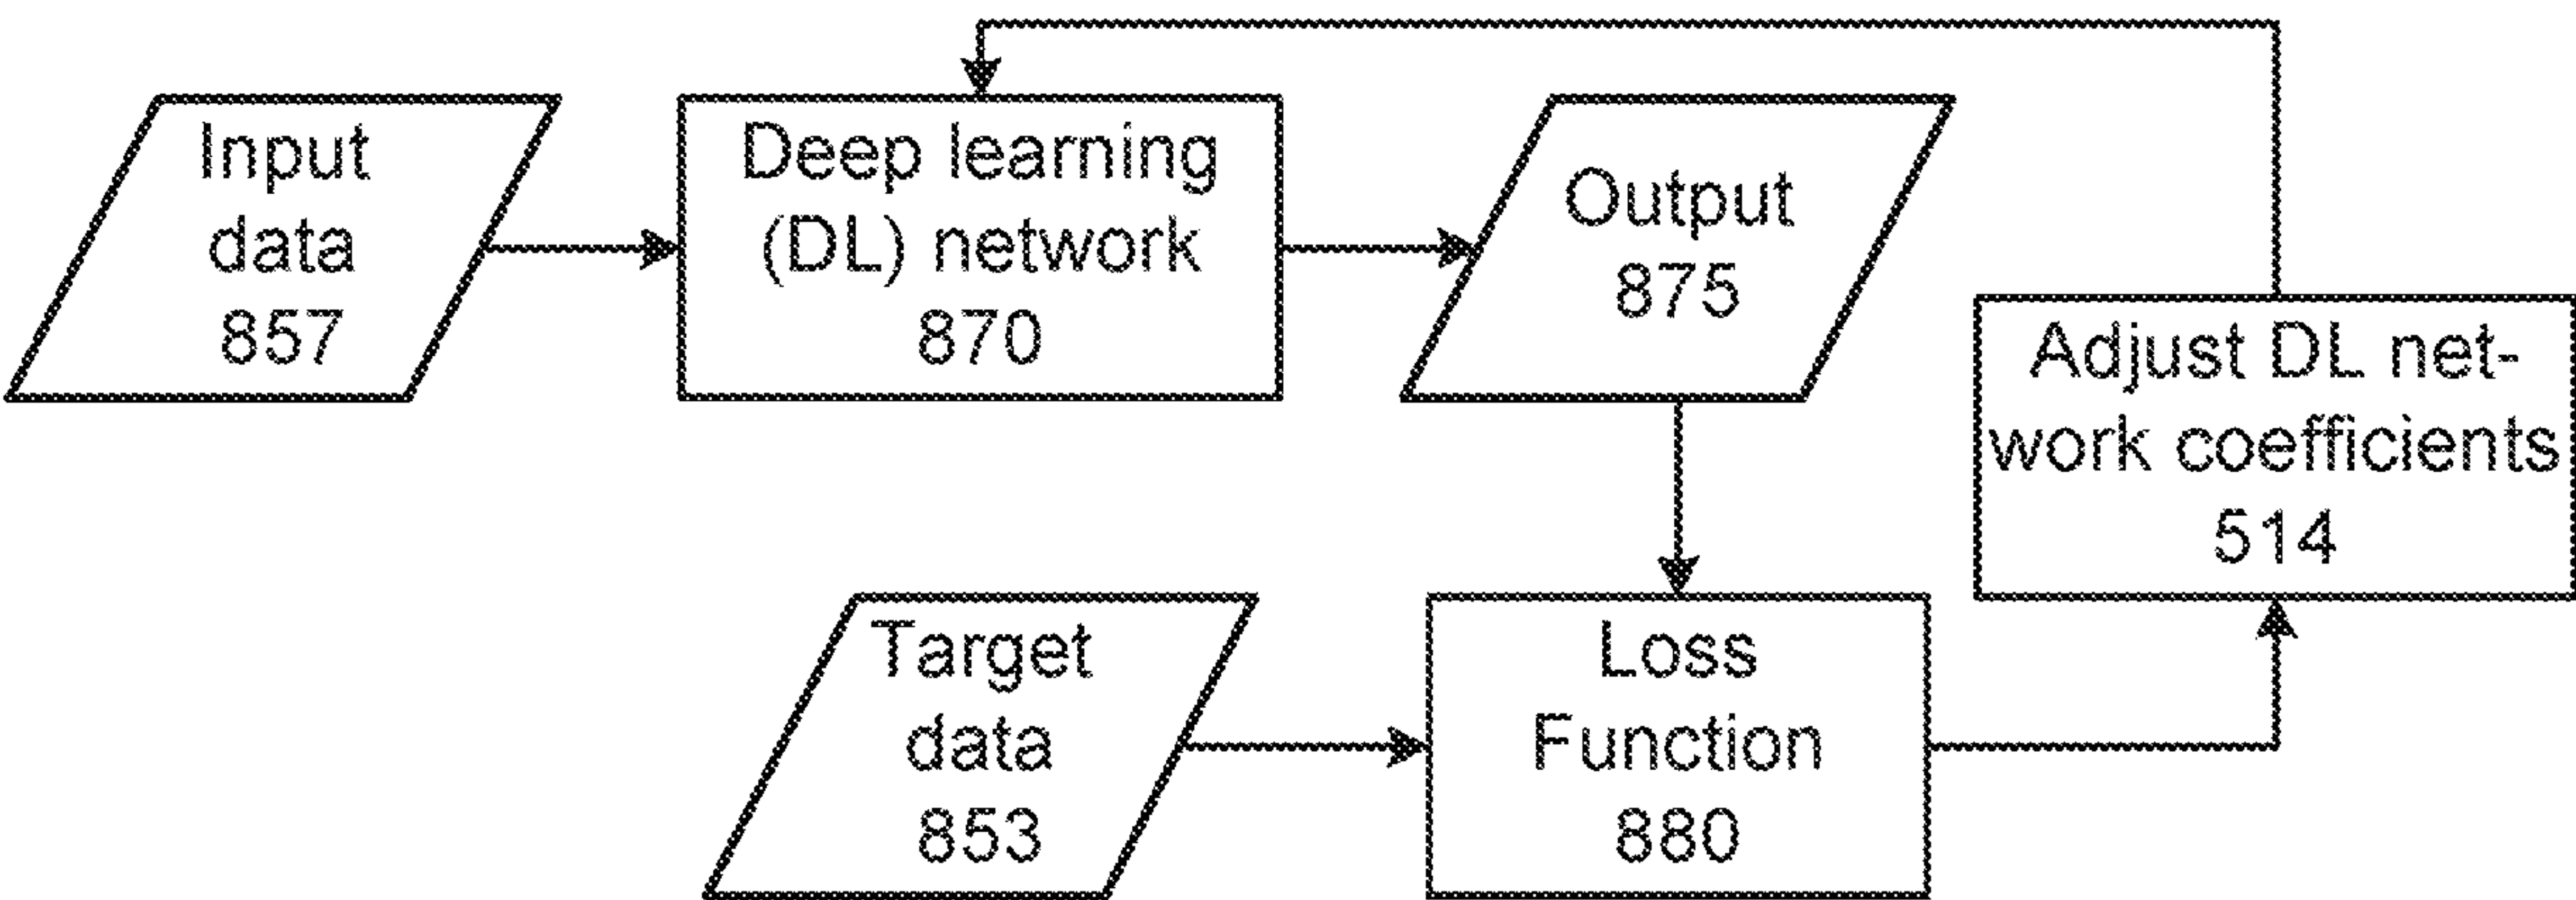 Input
data
857
Deep learning
(DL) network
870
Output
875
Adjust DL net-
work coefficients
514
Target
data
853
Loss
Function
880